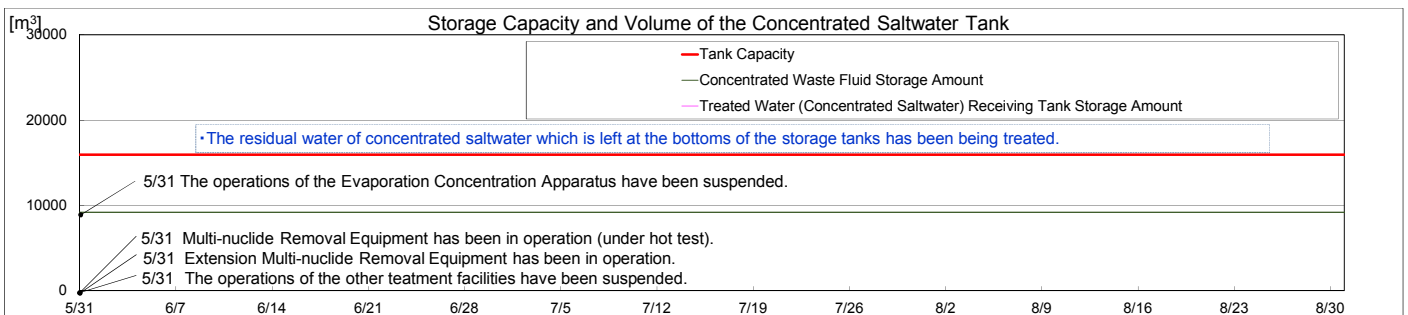 [m³]
Storage Capacity and Volume of the Concentrated Saltwater Tank
30000
Tank Capacity
Concentrated Waste Fluid Storage Amount
Treated Water (Concentrated Saltwater) Receiving Tank Storage Amount
20000
・The residual water of concentrated saltwater which is left at the bottoms of the storage tanks has been being treated.
5/31 The operations of the Evaporation Concentration Apparatus have been suspended.
10000
5/31 Multi-nuclide Removal Equipment has been in operation (under hot test).
5/31 Extension Multi-nuclide Removal Equipment has been in operation.
5/31 The operations of the other teatment facilities have been suspended.
0
5/31 6/7 6/14 6/21 6/28 7/5 7/12 7/19 7/26 8/2 8/9 8/16 8/23 8/30